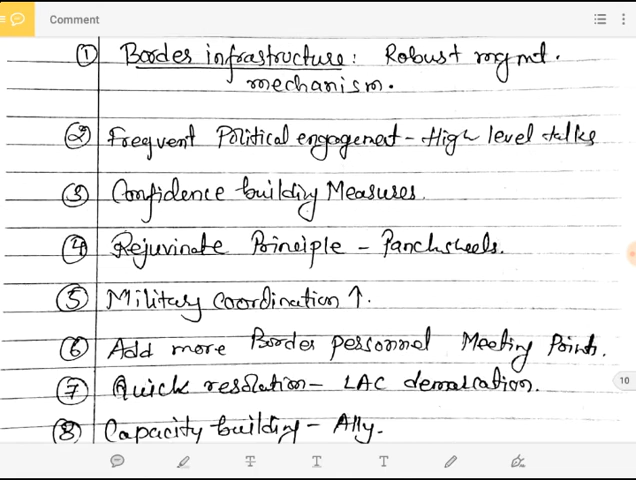 Comment
① Border infrastructure: Robust mgmt.
mechanism.
② Frequent Political engagement - High level talks
③ Confidence building Measures.
④ Rejuvinate Principle - Panchsheels.
⑤ Military coordination ↑.
⑥ Add more Border personnel Meeting Points.
⑦ Quick resolation - LAC demarcation.
10
⑧ Capacity building - Ally.